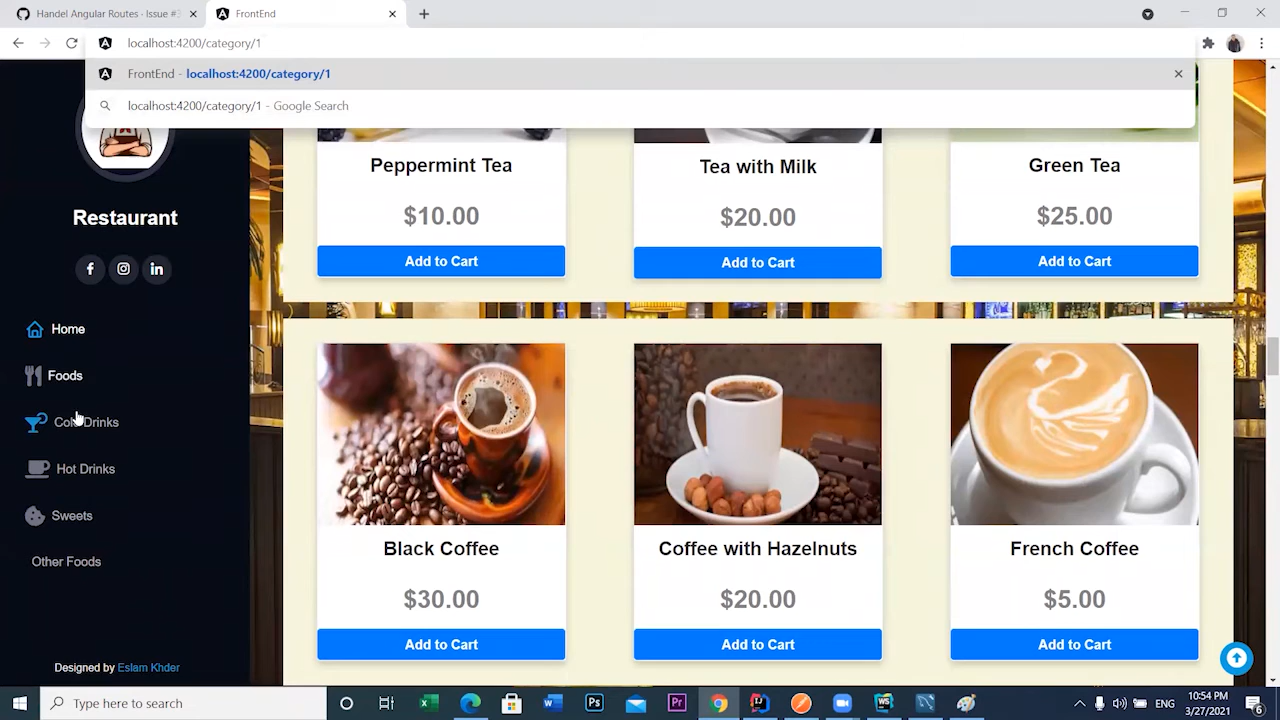 Handel Angular Routes · Issue #
FrontEnd
localhost:4200/category/1
FrontEnd - localhost:4200/category/1
localhost:4200/category/1 - Google Search
Restaurant
Home
Foods
Cold Drinks
Hot Drinks
Sweets
Other Foods
Designed by Eslam Khder
Peppermint Tea
$10.00
Add to Cart
Tea with Milk
$20.00
Add to Cart
Green Tea
$25.00
Add to Cart
Black Coffee
$30.00
Add to Cart
Coffee with Hazelnuts
$20.00
Add to Cart
French Coffee
$5.00
Add to Cart
Type here to search
ENG
10:54 PM
3/27/2021
6